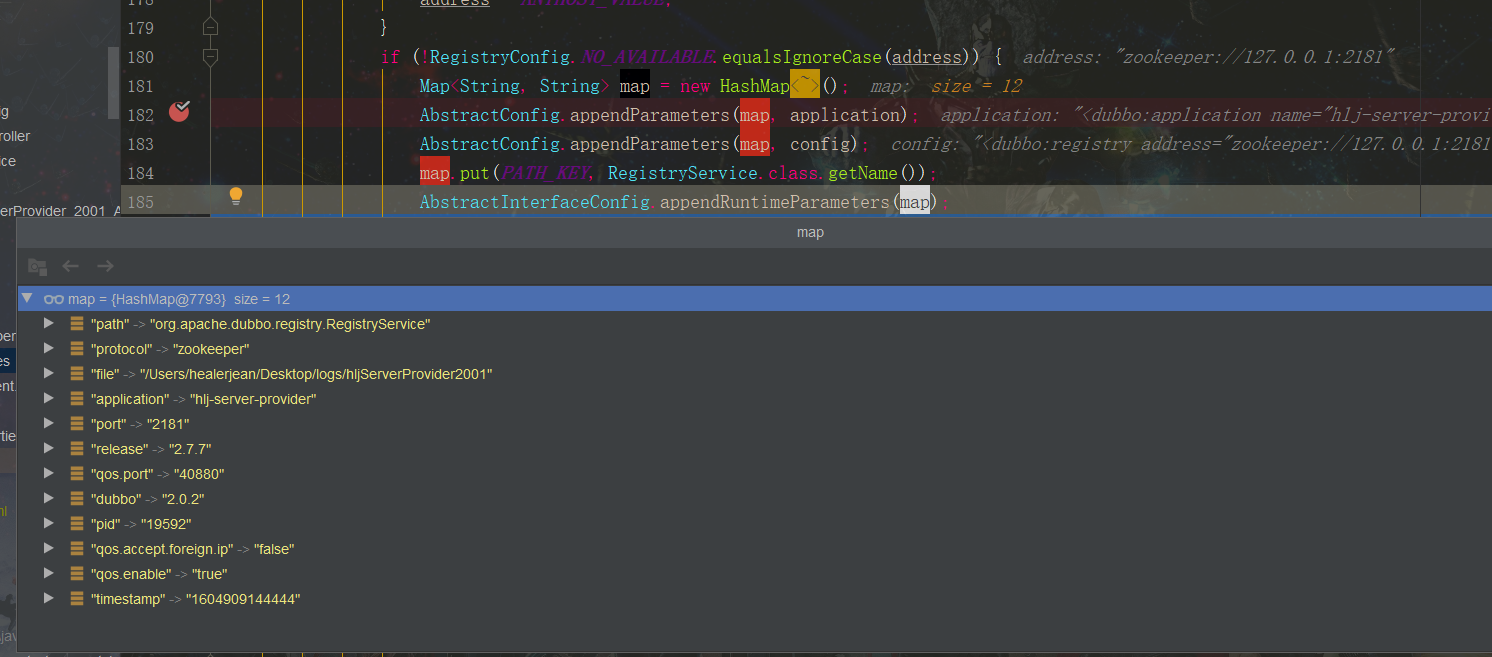 178 address = ANYHOST_VALUE;
179 }
180 if (!RegistryConfig.NO_AVAILABLE.equalsIgnoreCase(address)) { address: "zookeeper://127.0.0.1:2181"
181 Map<String, String> map = new HashMap<~>(); map: size = 12
182 AbstractConfig.appendParameters(map, application); application: "<dubbo:application name="hlj-server-provi
183 AbstractConfig.appendParameters(map, config); config: "<dubbo:registry address="zookeeper://127.0.0.1:2181
184 map.put(PATH_KEY, RegistryService.class.getName());
185 AbstractInterfaceConfig.appendRuntimeParameters(map);
g
roller
ice
erProvider_2001_A
per
es
ent.
rtie
nl
java
map
map = {HashMap@7793} size = 12
"path" -> "org.apache.dubbo.registry.RegistryService"
"protocol" -> "zookeeper"
"file" -> "/Users/healerjean/Desktop/logs/hljServerProvider2001"
"application" -> "hlj-server-provider"
"port" -> "2181"
"release" -> "2.7.7"
"qos.port" -> "40880"
"dubbo" -> "2.0.2"
"pid" -> "19592"
"qos.accept.foreign.ip" -> "false"
"qos.enable" -> "true"
"timestamp" -> "1604909144444"